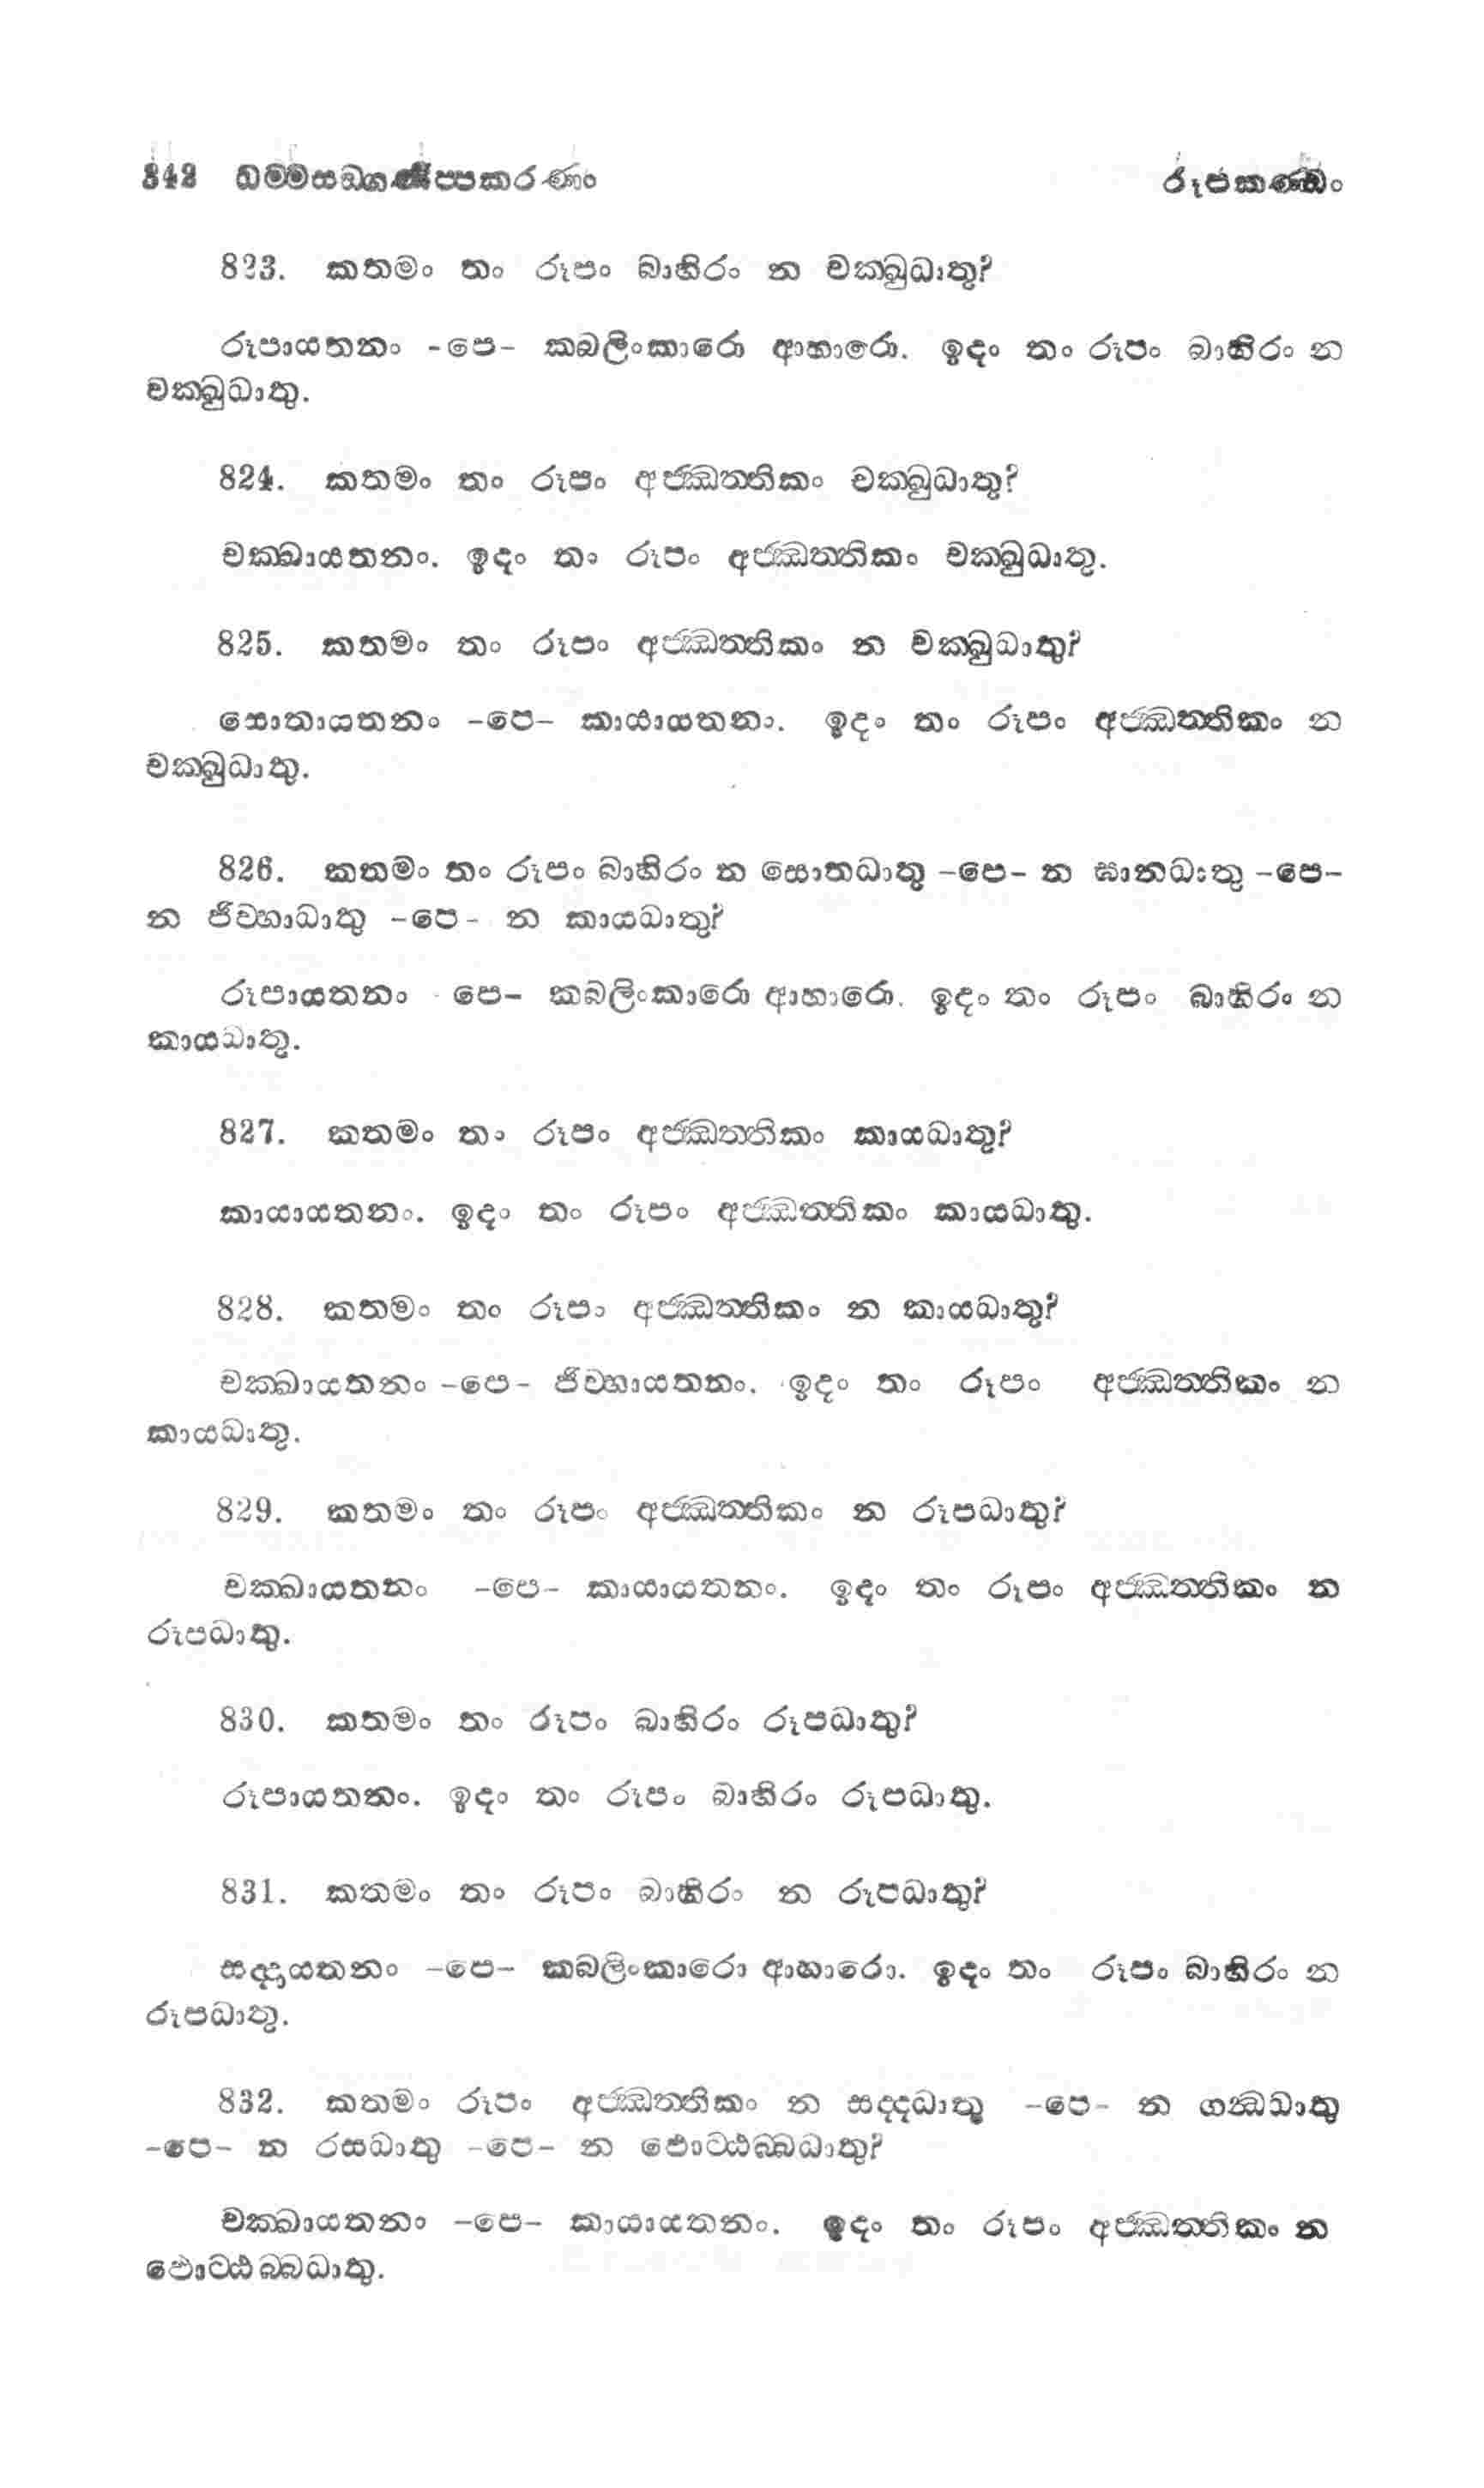 342 ධම්මසඞ්ගණිප්පකරණං රූපකණ්ඩං
823. කතමං තං රූපං බාහිරං න චක්ඛුධාතු?
රූපායතනං -පෙ- කබලිංකාරො ආහාරො. ඉදං තං රූපං බාහිරං න
චක්ඛුධාතු.
824. කතමං තං රූපං අජ්ඣත්තිකං චක්ඛුධාතු?
චක්ඛායතනං. ඉදං තං රූපං අජ්ඣත්තිකං චක්ඛුධාතු.
825. කතමං තං රූපං අජ්ඣත්තිකං න චක්ඛුධාතු?
සොතායතනං -පෙ- කායායතනං. ඉදං තං රූපං අජ්ඣත්තිකං න
චක්ඛුධාතු.
826. කතමං තං රූපං බාහිරං න සොතධාතු -පෙ- න ඝානධාතු -පෙ-
න ජිව්හාධාතු -පෙ- න කායධාතු?
රූපායතනං - පෙ- කබලිංකාරො ආහාරො. ඉදං තං රූපං බාහිරං න
කායධාතු.
827. කතමං තං රූපං අජ්ඣත්තිකං කායධාතු?
කායායතනං. ඉදං තං රූපං අජ්ඣත්තිකං කායධාතු.
828. කතමං තං රූපං අජ්ඣත්තිකං න කායධාතු?
චක්ඛායතනං -පෙ- ජිව්හායතනං. ඉදං තං රූපං අජ්ඣත්තිකං න
කායධාතු.
829. කතමං තං රූපං අජ්ඣත්තිකං න රූපධාතු?
චක්ඛායතනං -පෙ- කායායතනං. ඉදං තං රූපං අජ්ඣත්තිකං න
රූපධාතු.
830. කතමං තං රූපං බාහිරං රූපධාතු?
රූපායතනං. ඉදං තං රූපං බාහිරං රූපධාතු.
831. කතමං තං රූපං බාහිරං න රූපධාතු?
සද්දායතනං -පෙ- කබලිංකාරො ආහාරො. ඉදං තං රූපං බාහිරං න
රූපධාතු.
832. කතමං රූපං අජ්ඣත්තිකං න සද්දධාතු -පෙ- න ගන්ධධාතු
-පෙ- න රසධාතු -පෙ- න ඵොට්ඨබ්බධාතු?
චක්ඛායතනං -පෙ- කායායතනං. ඉදං තං රූපං අජ්ඣත්තිකං න
ඵොට්ඨබ්බධාතු.